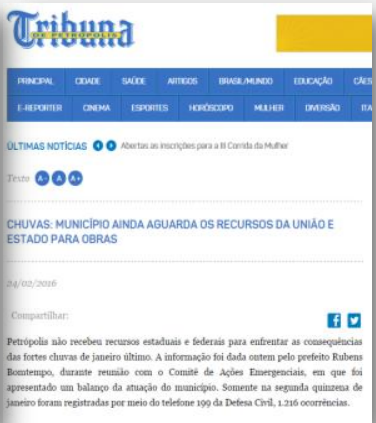 Tribuna
DE PETRÓPOLIS
PRINCIPAL CIDADE SAÚDE ARTIGOS BRASIL/MUNDO EDUCAÇÃO
E-REPORTER CINEMA ESPORTES HORÓSCOPO MULHER DIVERSÃO
ÚLTIMAS NOTÍCIAS Abertas as inscrições para a III Corrida da Mulher
Texto A- A A+
CHUVAS: MUNICÍPIO AINDA AGUARDA OS RECURSOS DA UNIÃO E
ESTADO PARA OBRAS
24/02/2016
Compartilhar:
Petrópolis não recebeu recursos estaduais e federais para enfrentar as consequências
das fortes chuvas de janeiro último. A informação foi dada ontem pelo prefeito Rubens
Bomtempo, durante reunião com o Comitê de Ações Emergenciais, em que foi
apresentado um balanço da atuação do município. Somente na segunda quinzena de
janeiro foram registradas por meio do telefone 199 da Defesa Civil, 1.216 ocorrências.